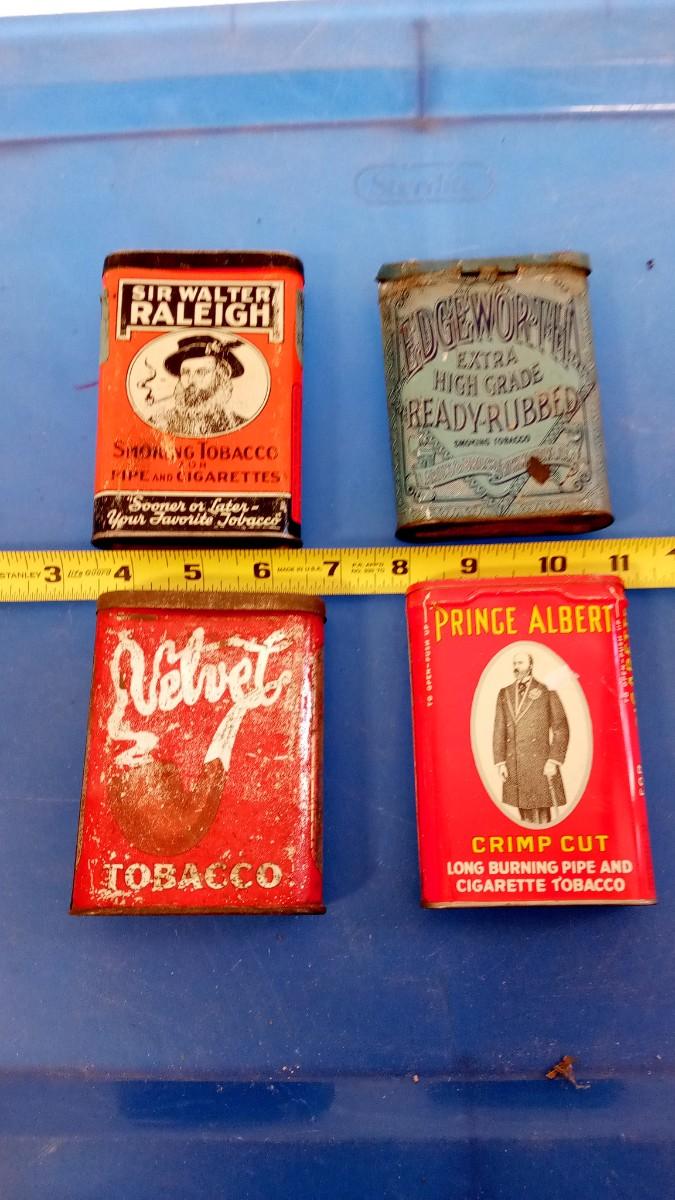 Sterilite
SIR WALTER
RALEIGH
SMOKING TOBACCO
FOR
PIPE AND CIGARETTES
"Sooner or Later-
Your Favorite Tobacco"
EDGEWORTH
EXTRA
HIGH GRADE
READY-RUBBED
SMOKING TOBACCO
STANLEY 3 life Guard 4 5 6 MADE IN U.S.A. 7 8 9 10 11
Velvet
TOBACCO
PRINCE ALBERT
CRIMP CUT
LONG BURNING PIPE AND
CIGARETTE TOBACCO